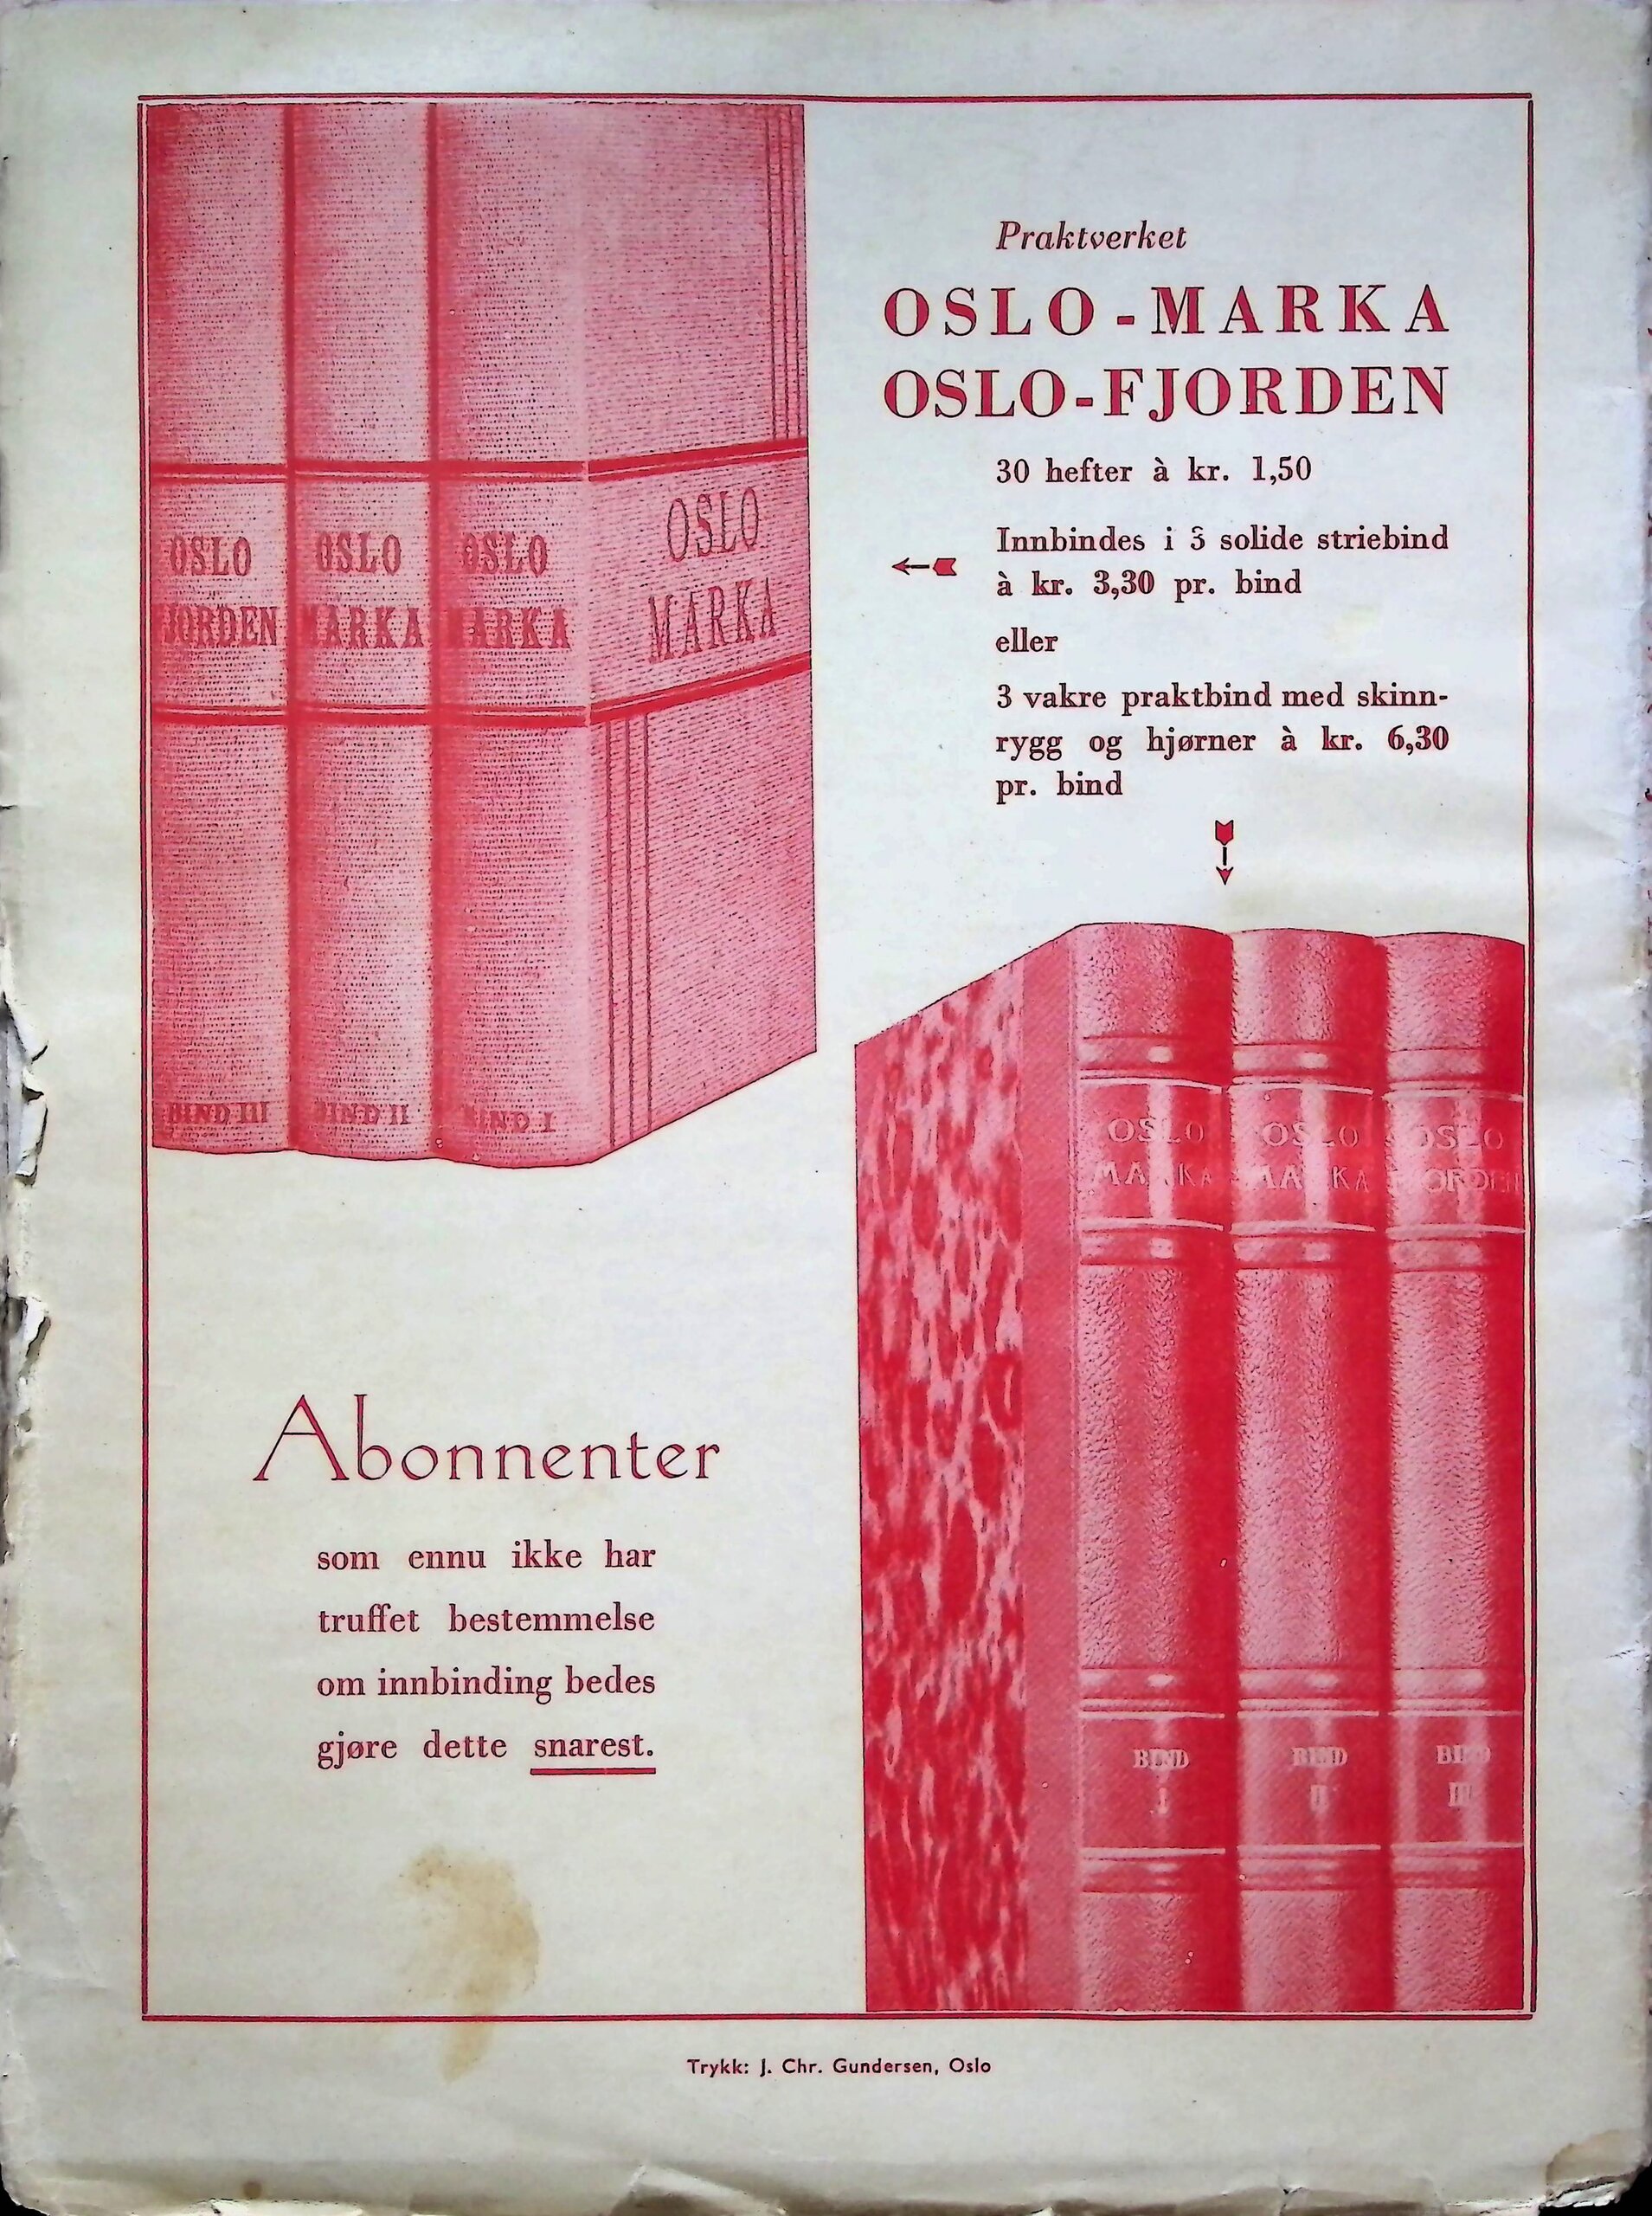 Praktverket
OSLO-MARKA
OSLO-FJORDEN
30 hefter à kr. 1,50
Innbindes i 3 solide striebind
à kr. 3,30 pr. bind
eller
3 vakre praktbind med skinn-
rygg og hjørner à kr. 6,30
pr. bind
OSLO
JORDEN
BIND III
OSLO
MARKA
BIND II
OSLO
MARKA
BIND I
OSLO
MARKA
OSLO
MARKA
BIND
I
OSLO
MARKA
BIND
II
OSLO
JORDEN
BIND
III
Abonnenter
som ennu ikke har
truffet bestemmelse
om innbinding bedes
gjøre dette snarest.
Trykk: J. Chr. Gundersen, Oslo